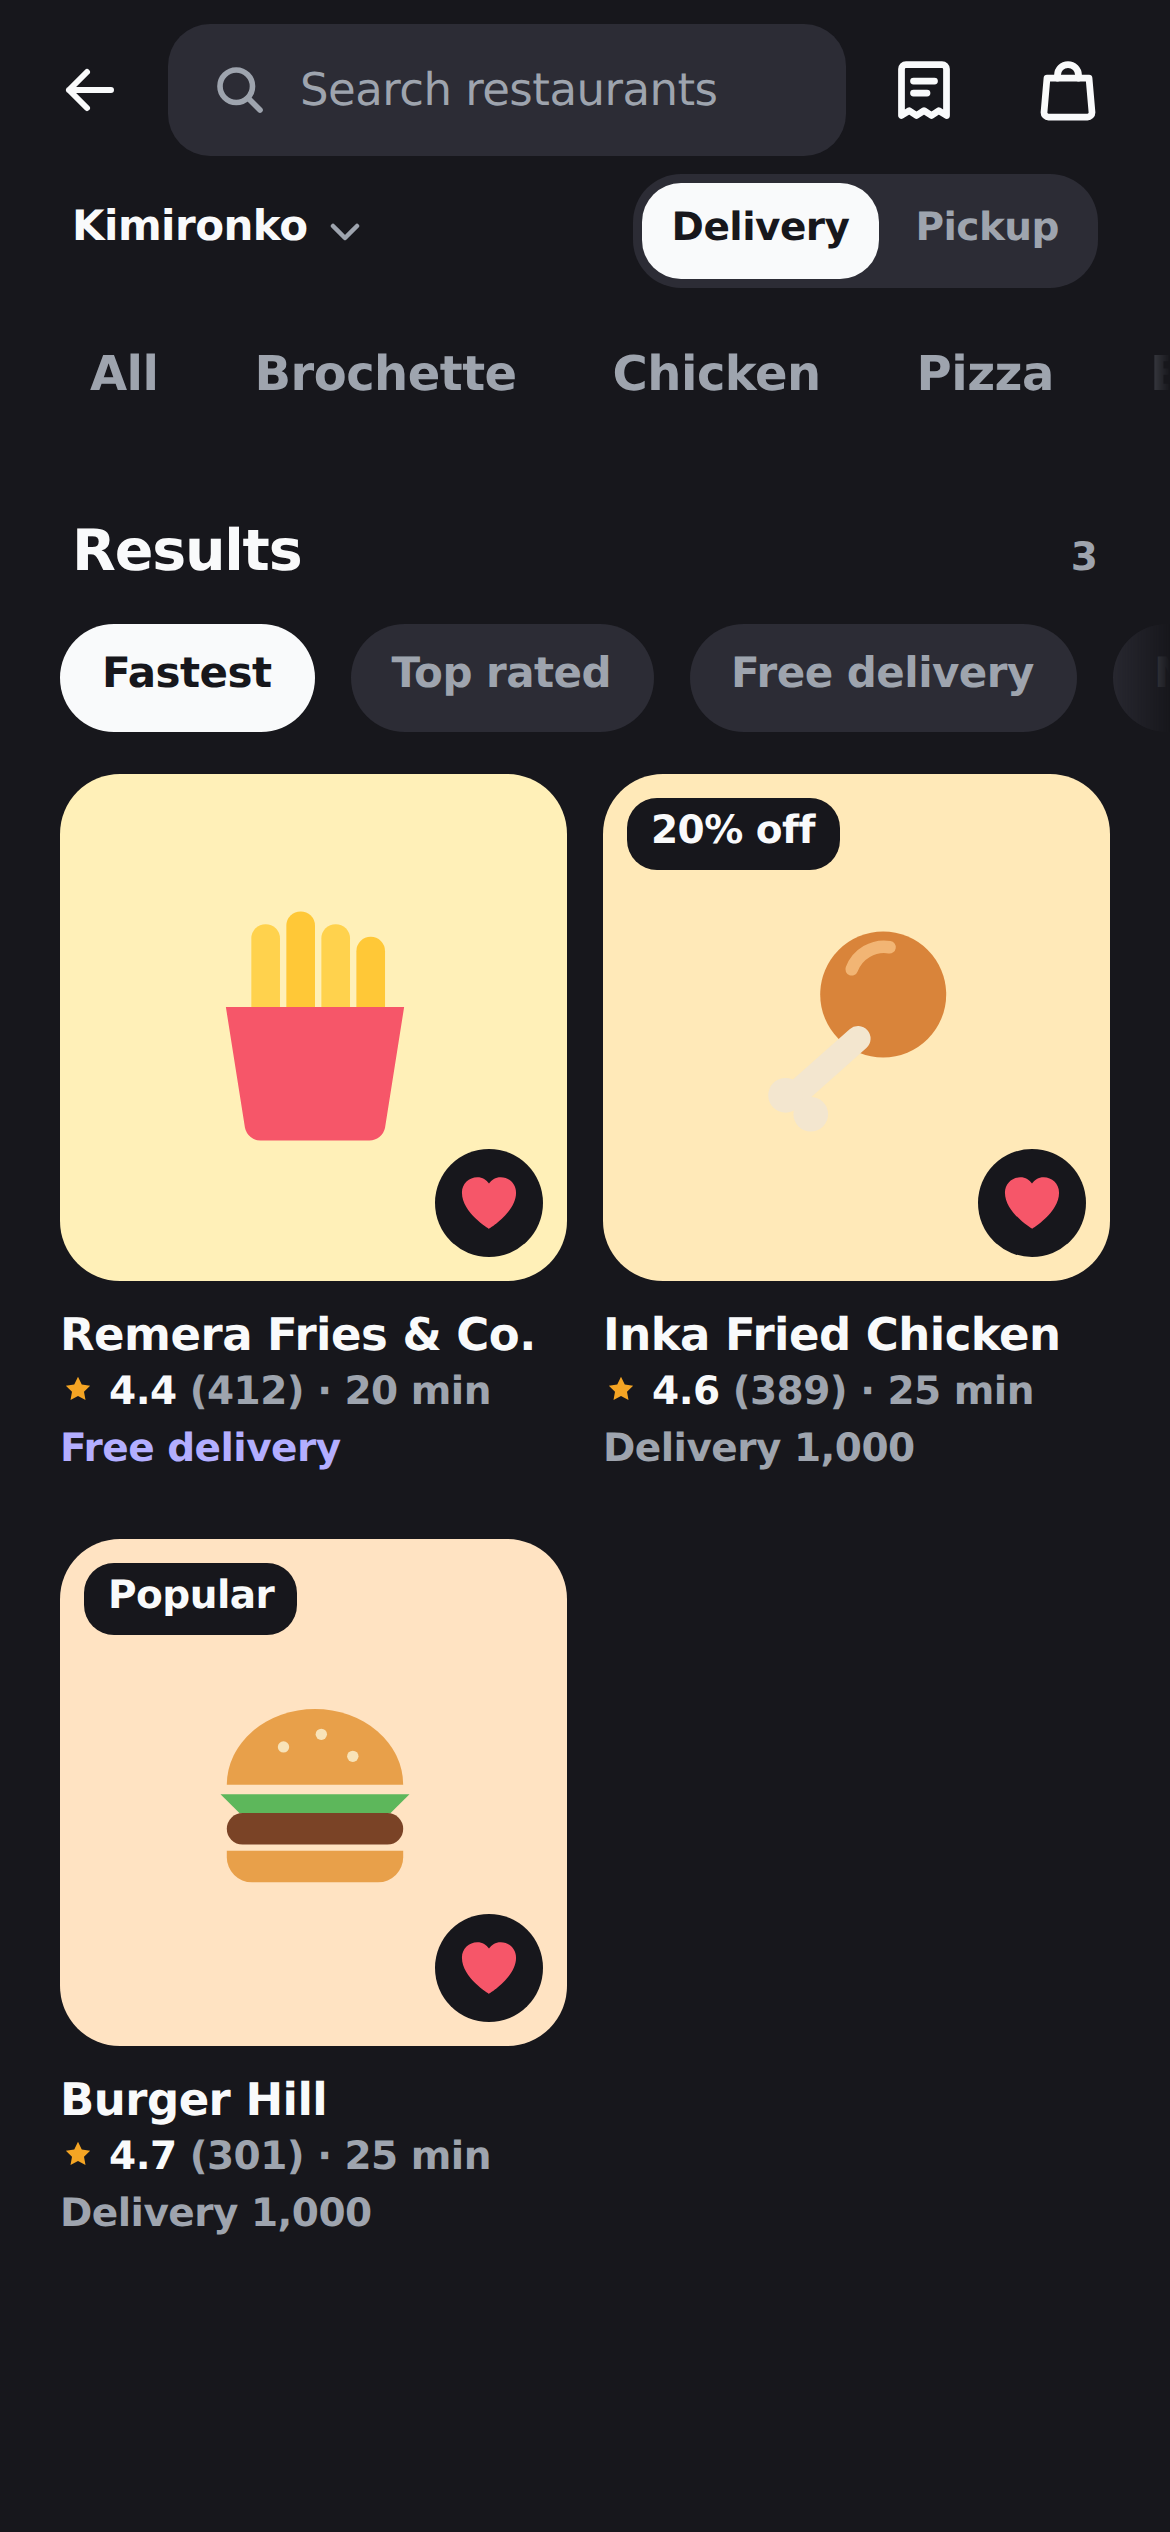 Search restaurants
Kimironko
Delivery Pickup
All Brochette Chicken Pizza
Results 3
Fastest Top rated Free delivery
20% off
Remera Fries & Co.
4.4 (412) · 20 min
Free delivery
Inka Fried Chicken
4.6 (389) · 25 min
Delivery 1,000
Popular
Burger Hill
4.7 (301) · 25 min
Delivery 1,000